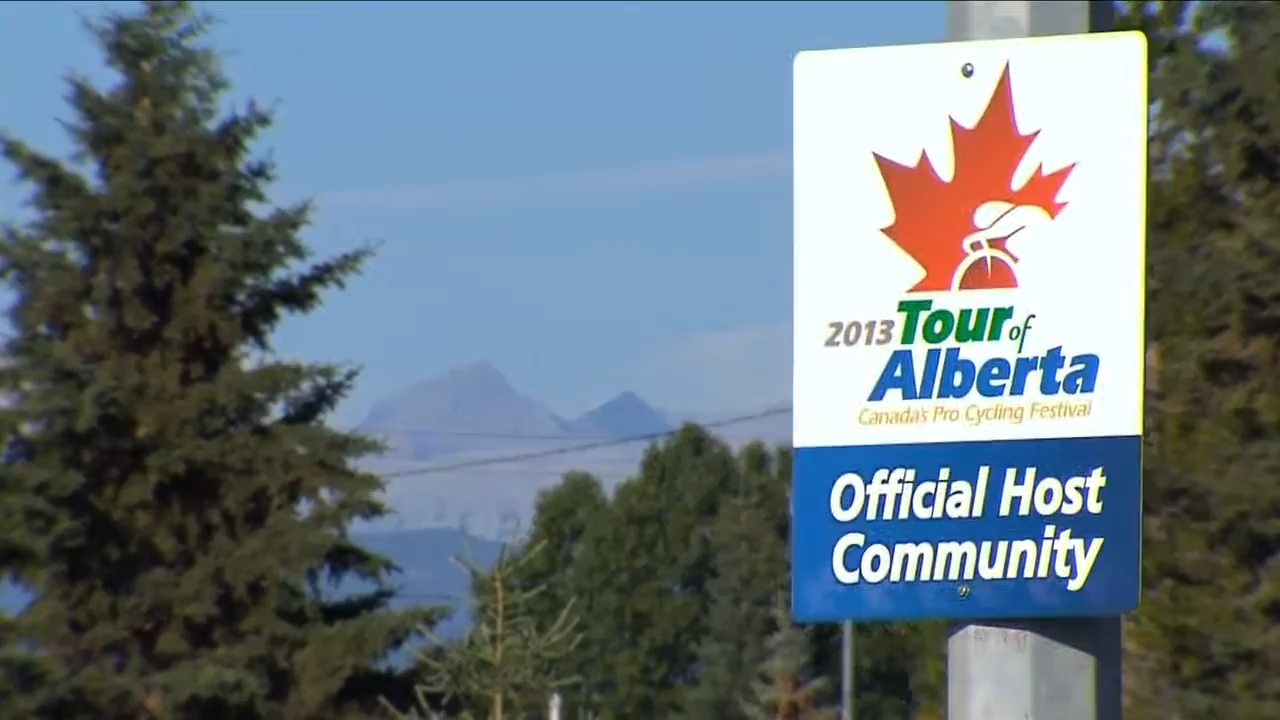 2013 Tour of
Alberta
Canada's Pro Cycling Festival
Official Host
Community